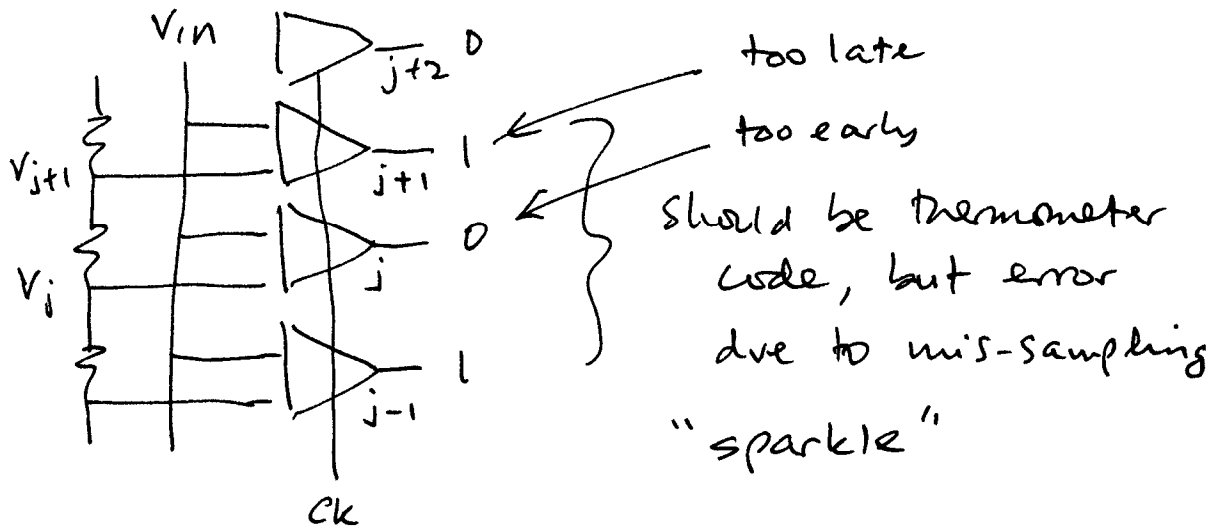 Vin
j+2 0
too late
Vj+1
j+1 1
too early
Vj
j 0
should be thermometer
code, but error
due to mis-sampling
j-1 1
"sparkle"
Ck